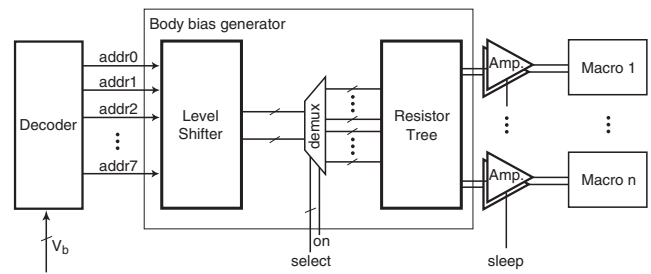 Body bias generator
Decoder
addr0
addr1
addr2
addr7
Level
Shifter
demux
Resistor
Tree
Amp.
Macro 1
Amp.
Macro n
Vb
on
select
sleep